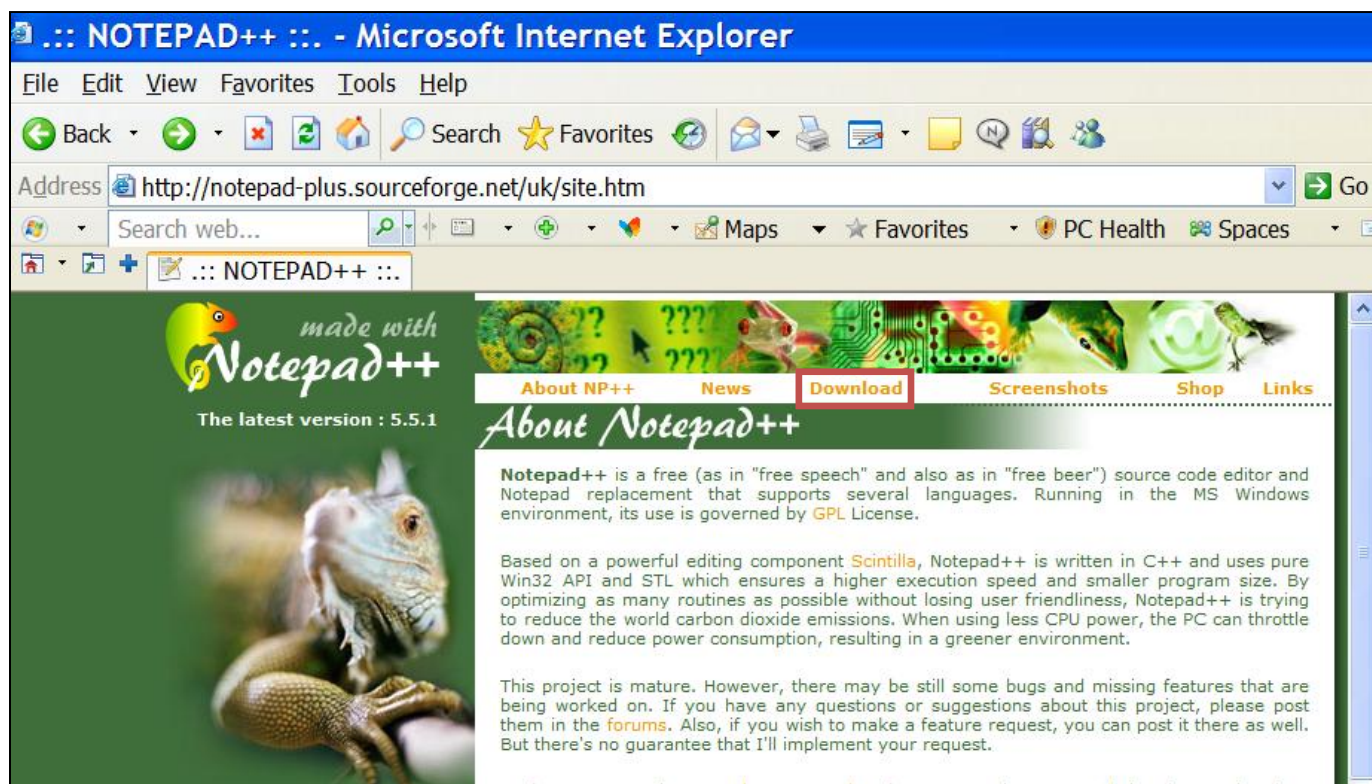 .:: NOTEPAD++ ::. - Microsoft Internet Explorer
File Edit View Favorites Tools Help
Back Search Favorites
Address http://notepad-plus.sourceforge.net/uk/site.htm Go
Search web... Maps Favorites PC Health Spaces
.:: NOTEPAD++ ::.
made with
Notepad++
The latest version : 5.5.1
?? ????
?? ????
@
About NP++ News Download Screenshots Shop Links
About Notepad++
Notepad++ is a free (as in "free speech" and also as in "free beer") source code editor and
Notepad replacement that supports several languages. Running in the MS Windows
environment, its use is governed by GPL License.
Based on a powerful editing component Scintilla, Notepad++ is written in C++ and uses pure
Win32 API and STL which ensures a higher execution speed and smaller program size. By
optimizing as many routines as possible without losing user friendliness, Notepad++ is trying
to reduce the world carbon dioxide emissions. When using less CPU power, the PC can throttle
down and reduce power consumption, resulting in a greener environment.
This project is mature. However, there may be still some bugs and missing features that are
being worked on. If you have any questions or suggestions about this project, please post
them in the forums. Also, if you wish to make a feature request, you can post it there as well.
But there's no guarantee that I'll implement your request.